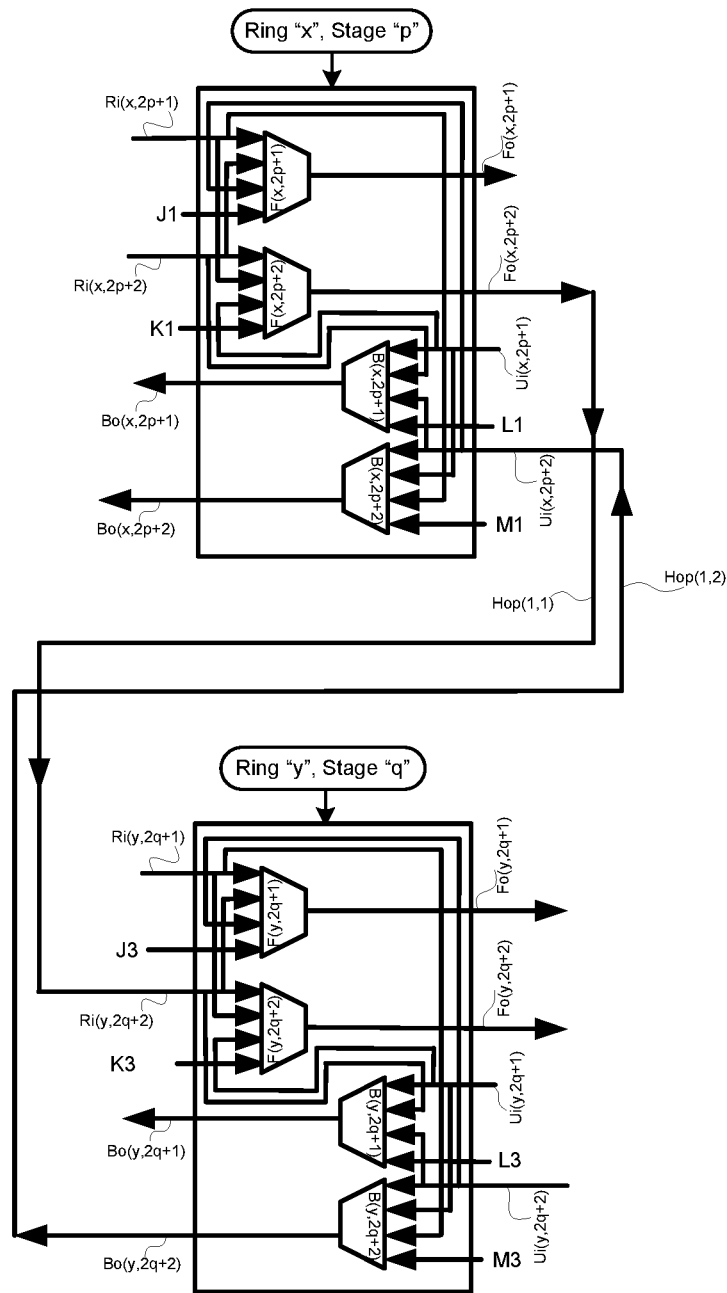 Ring “x”, Stage “p”
Ri(x,2p+1)
Fo(x,2p+1)
F(x,2p+1)
J1
Ri(x,2p+2)
Fo(x,2p+2)
F(x,2p+2)
K1
Ui(x,2p+1)
B(x,2p+1)
Bo(x,2p+1)
L1
Ui(x,2p+2)
B(x,2p+2)
Bo(x,2p+2)
M1
Hop(1,1)
Hop(1,2)
Ring “y”, Stage “q”
Ri(y,2q+1)
Fo(y,2q+1)
F(y,2q+1)
J3
Ri(y,2q+2)
Fo(y,2q+2)
F(y,2q+2)
K3
Ui(y,2q+1)
B(y,2q+1)
Bo(y,2q+1)
L3
Ui(y,2q+2)
B(y,2q+2)
Bo(y,2q+2)
M3